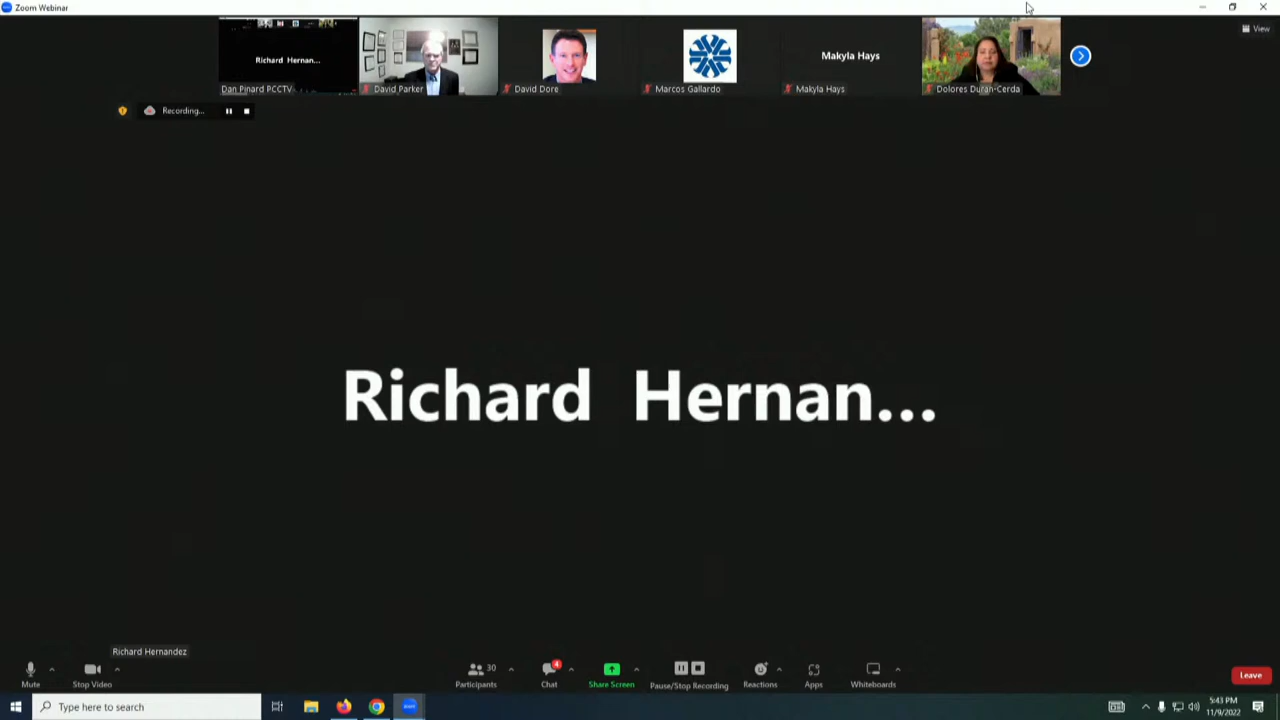 Zoom Webinar
View
Richard Hernan...
Makyla Hays
Dan Pinard PCCTV
David Parker
David Dore
Marcos Gallardo
Makyla Hays
Dolores Duran-Cerda
Recording...
Richard Hernan...
Richard Hernandez
30
4
Mute
Stop Video
Participants
Chat
Share Screen
Pause/Stop Recording
Reactions
Apps
Whiteboards
Leave
Type here to search
5:43 PM
11/9/2022